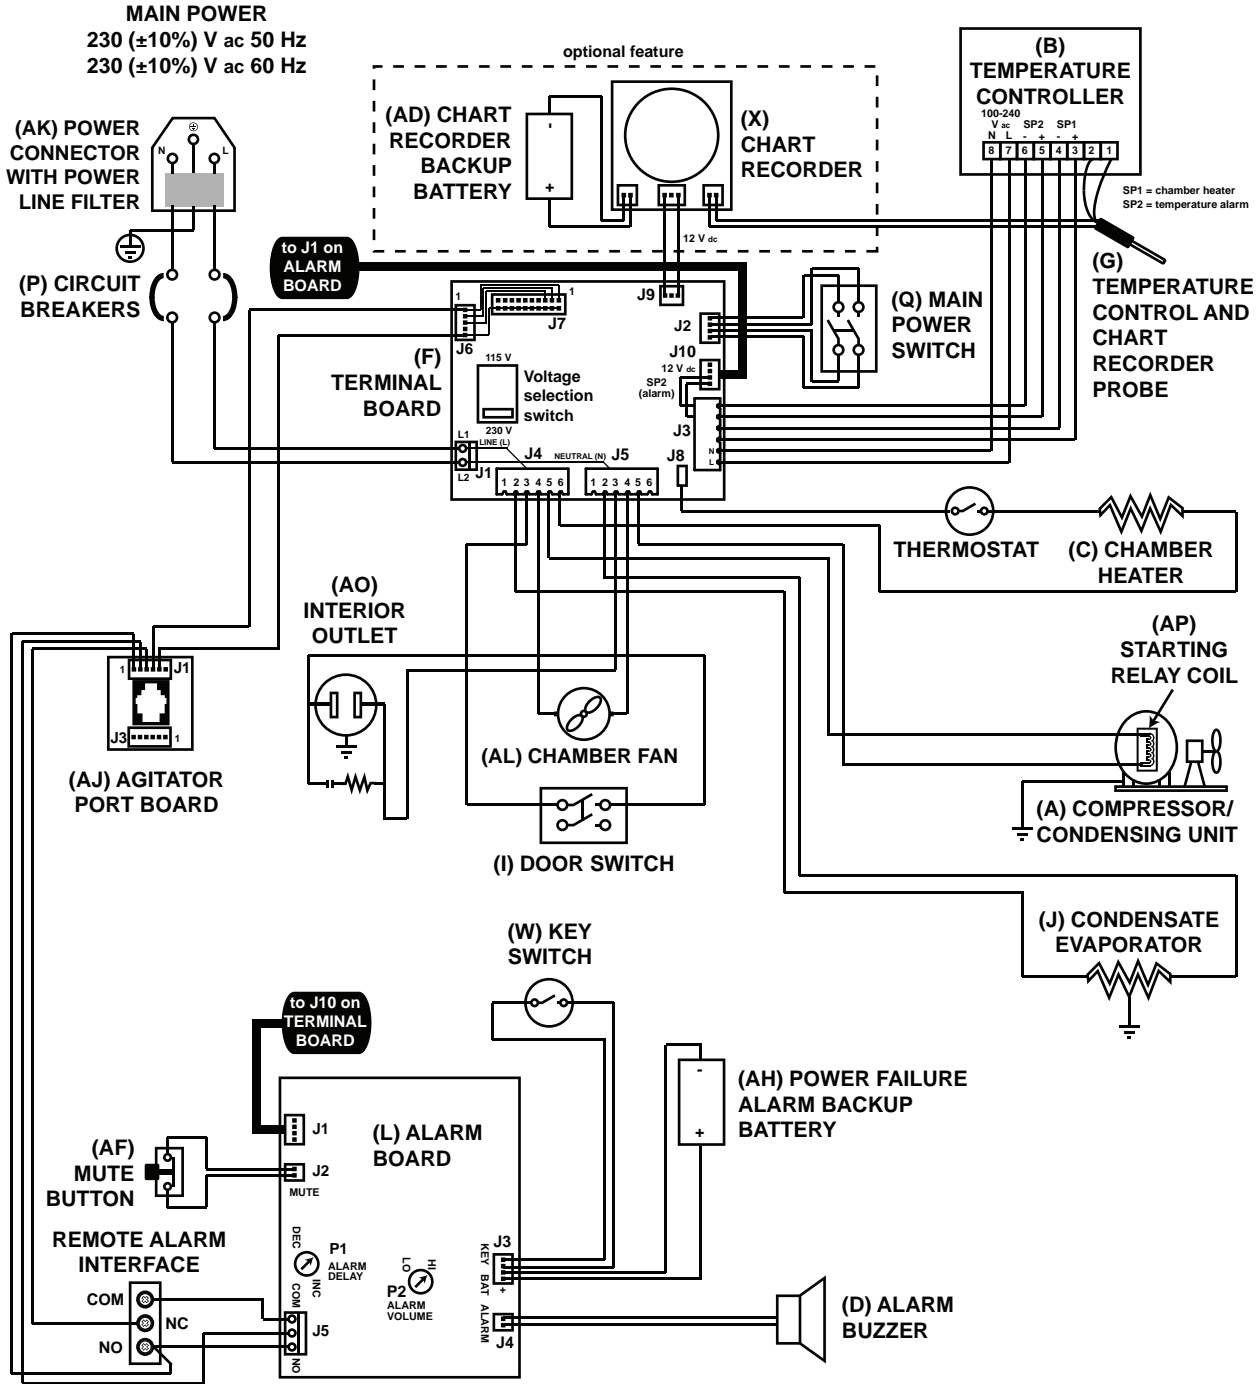 MAIN POWER
230 (±10%) V ac 50 Hz
230 (±10%) V ac 60 Hz
optional feature
(AK) POWER
CONNECTOR
WITH POWER
LINE FILTER
N
L
(AD) CHART
RECORDER
BACKUP
BATTERY
-
+
(X)
CHART
RECORDER
12 V dc
(B)
TEMPERATURE
CONTROLLER
100-240
V ac SP2 SP1
N L - + - +
8 7 6 5 4 3 2 1
SP1 = chamber heater
SP2 = temperature alarm
(G)
TEMPERATURE
CONTROL AND
CHART
RECORDER
PROBE
to J1 on
ALARM
BOARD
(P) CIRCUIT
BREAKERS
(Q) MAIN
POWER
SWITCH
(F)
TERMINAL
BOARD
1
J6
1
J7
J9
J2
J10
12 V dc
SP2
(alarm)
J3
N
L
115 V
Voltage
selection
switch
230 V
L1
LINE (L)
L2
J1
J4
NEUTRAL (N)
J5
J8
1 2 3 4 5 6
1 2 3 4 5 6
THERMOSTAT
(C) CHAMBER
HEATER
(AO)
INTERIOR
OUTLET
(AP)
STARTING
RELAY COIL
1
J1
J3
1
(AJ) AGITATOR
PORT BOARD
(AL) CHAMBER FAN
(A) COMPRESSOR/
CONDENSING UNIT
(I) DOOR SWITCH
(W) KEY
SWITCH
(J) CONDENSATE
EVAPORATOR
to J10 on
TERMINAL
BOARD
(AH) POWER FAILURE
ALARM BACKUP
BATTERY
-
+
(L) ALARM
BOARD
J1
J2
MUTE
(AF)
MUTE
BUTTON
REMOTE ALARM
INTERFACE
COM
NC
NO
DEC
P1
ALARM
DELAY
INC
LO
HI
P2
ALARM
VOLUME
COM
J5
NO
J3
KEY
BAT
+
ALARM
J4
(D) ALARM
BUZZER